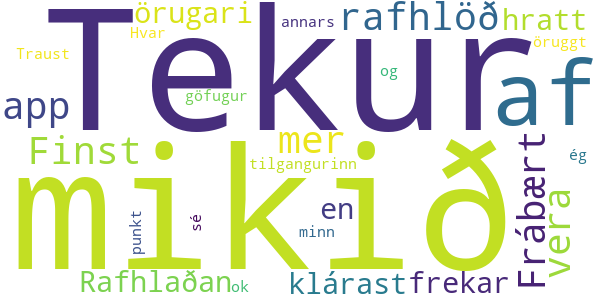 Tekur
örugari
Hvar
annars
rafhlöð
hratt
öruggt
Traust
app
göfugur
og
af
Finst
mer
tilgangurinn
ég
mikið
en
minn
punkt
sé
Frábært
vera
Rafhlaðan
ok
klárast
frekar